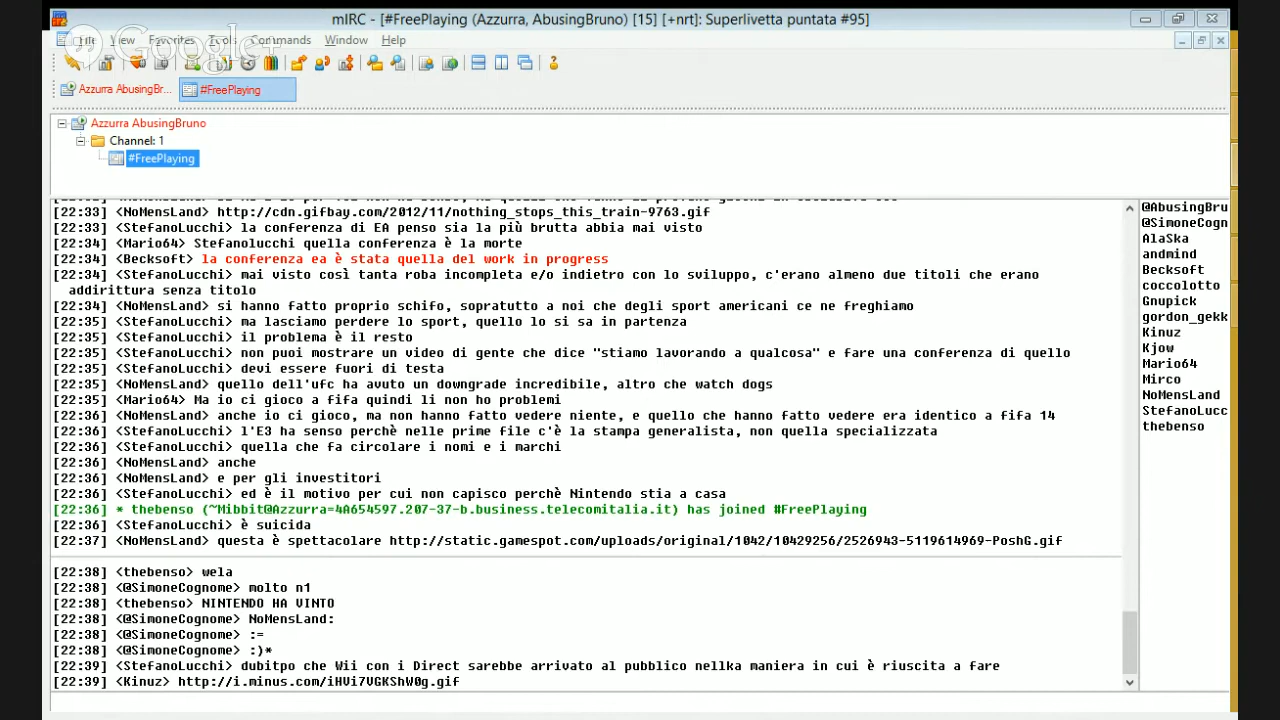 mIRC - [#FreePlaying (Azzurra, AbusingBruno) [15] [+nrt]: Superlivetta puntata #95]
File View Favorites Tools Commands Window Help
Azzurra AbusingBr... #FreePlaying
Azzurra AbusingBruno
Channel: 1
#FreePlaying
[22:33] <NoMensLand> http://cdn.gifbay.com/2012/11/nothing_stops_this_train-9763.gif
[22:33] <StefanoLucchi> la conferenza di EA penso sia la più brutta abbia mai visto
[22:34] <Mario64> Stefanolucchi quella conferenza è la morte
[22:34] <Becksoft> la conferenza ea è stata quella del work in progress
[22:34] <StefanoLucchi> mai visto così tanta roba incompleta e/o indietro con lo sviluppo, c'erano almeno due titoli che erano
addirittura senza titolo
[22:34] <NoMensLand> si hanno fatto proprio schifo, sopratutto a noi che degli sport americani ce ne freghiamo
[22:35] <StefanoLucchi> ma lasciamo perdere lo sport, quello lo si sa in partenza
[22:35] <StefanoLucchi> il problema è il resto
[22:35] <StefanoLucchi> non puoi mostrare un video di gente che dice "stiamo lavorando a qualcosa" e fare una conferenza di quello
[22:35] <StefanoLucchi> devi essere fuori di testa
[22:35] <NoMensLand> quello dell'ufc ha avuto un downgrade incredibile, altro che watch dogs
[22:35] <Mario64> Ma io ci gioco a fifa quindi li non ho problemi
[22:36] <NoMensLand> anche io ci gioco, ma non hanno fatto vedere niente, e quello che hanno fatto vedere era identico a fifa 14
[22:36] <StefanoLucchi> l'E3 ha senso perchè nelle prime file c'è la stampa generalista, non quella specializzata
[22:36] <StefanoLucchi> quella che fa circolare i nomi e i marchi
[22:36] <NoMensLand> anche
[22:36] <NoMensLand> e per gli investitori
[22:36] <StefanoLucchi> ed è il motivo per cui non capisco perchè Nintendo stia a casa
[22:36] * thebenso (~Mibbit@Azzurra=4A654597.207-37-b.business.telecomitalia.it) has joined #FreePlaying
[22:36] <StefanoLucchi> è suicida
[22:37] <NoMensLand> questa è spettacolare http://static.gamespot.com/uploads/original/1042/10429256/2526943-5119614969-PoshG.gif
[22:38] <thebenso> wela
[22:38] <@SimoneCognome> molto n1
[22:38] <thebenso> NINTENDO HA VINTO
[22:38] <@SimoneCognome> NoMensLand:
[22:38] <@SimoneCognome> :=
[22:38] <@SimoneCognome> :)*
[22:39] <StefanoLucchi> dubitpo che Wii con i Direct sarebbe arrivato al pubblico nellka maniera in cui è riuscita a fare
[22:39] <Kinuz> http://i.minus.com/iHVi7VGKShW0g.gif
@AbusingBru
@SimoneCogn
AlaSka
andmind
Becksoft
coccolotto
Gnupick
gordon_gekk
Kinuz
Kjow
Mario64
Mirco
NoMensLand
StefanoLucc
thebenso